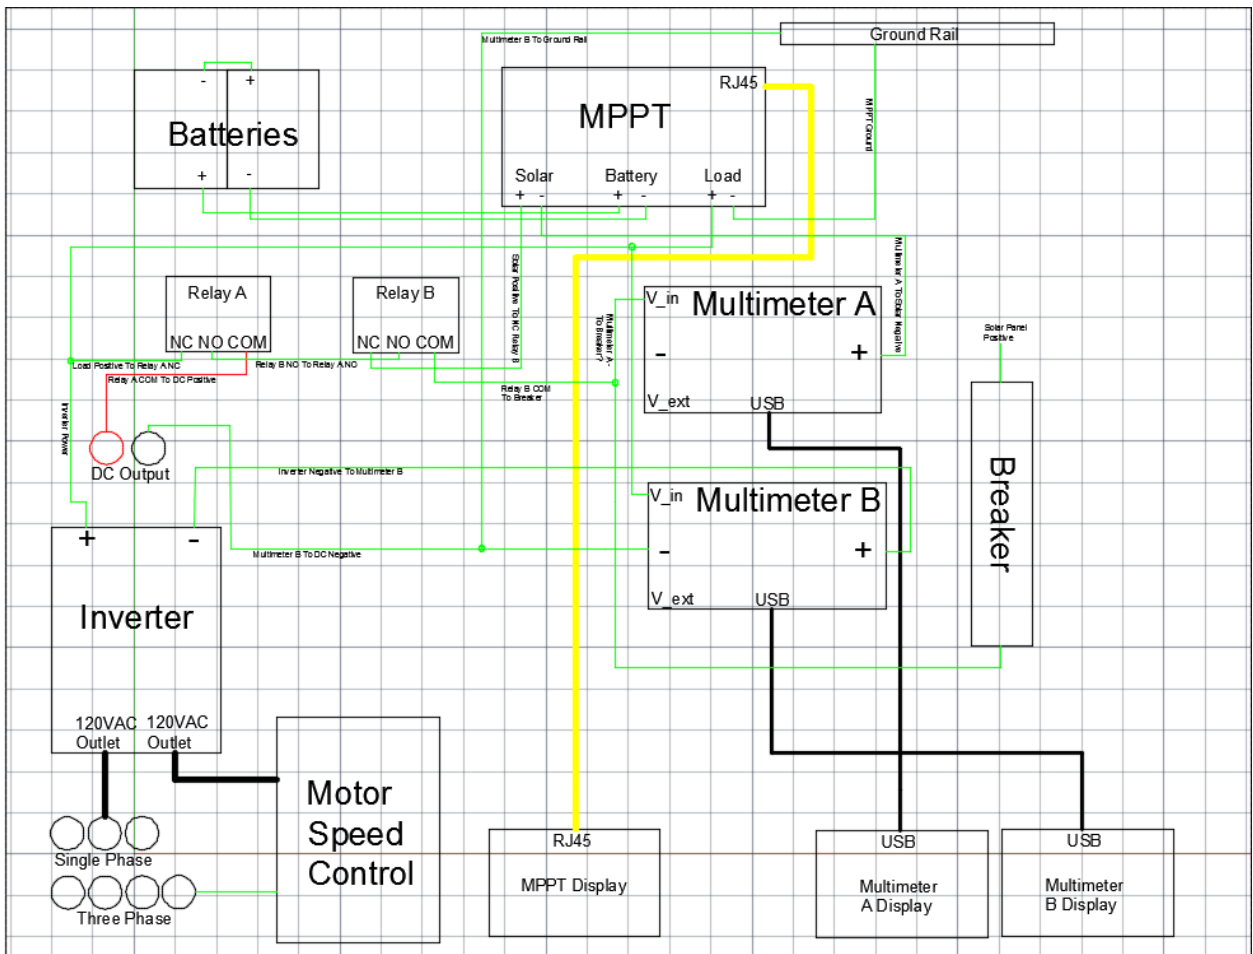 Multimeter B To Ground Rail
Ground Rail
- +
Batteries
+ -
RJ45
MPPT
Solar Battery Load
+ - + - + -
MPPT Ground
Relay A
NC NO COM
Relay B
NC NO COM
Solar Positive To NC Relay B
Multimeter A To Solar Negative
V_in
Multimeter A
- +
V_ext
USB
Multimeter A-
To Breaker?
Solar Panel
Positive
Load Positive To Relay A NC
Relay B NO To Relay A NO
Relay A COM To DC Positive
Relay B COM
To Breaker
Inverter Power
DC Output
Inverter Negative To Multimeter B
V_in
Multimeter B
- +
V_ext
USB
Breaker
Multimeter B To DC Negative
+ -
Inverter
120VAC
Outlet
120VAC
Outlet
Motor
Speed
Control
Single Phase
Three Phase
RJ45
MPPT Display
USB
Multimeter
A Display
USB
Multimeter
B Display